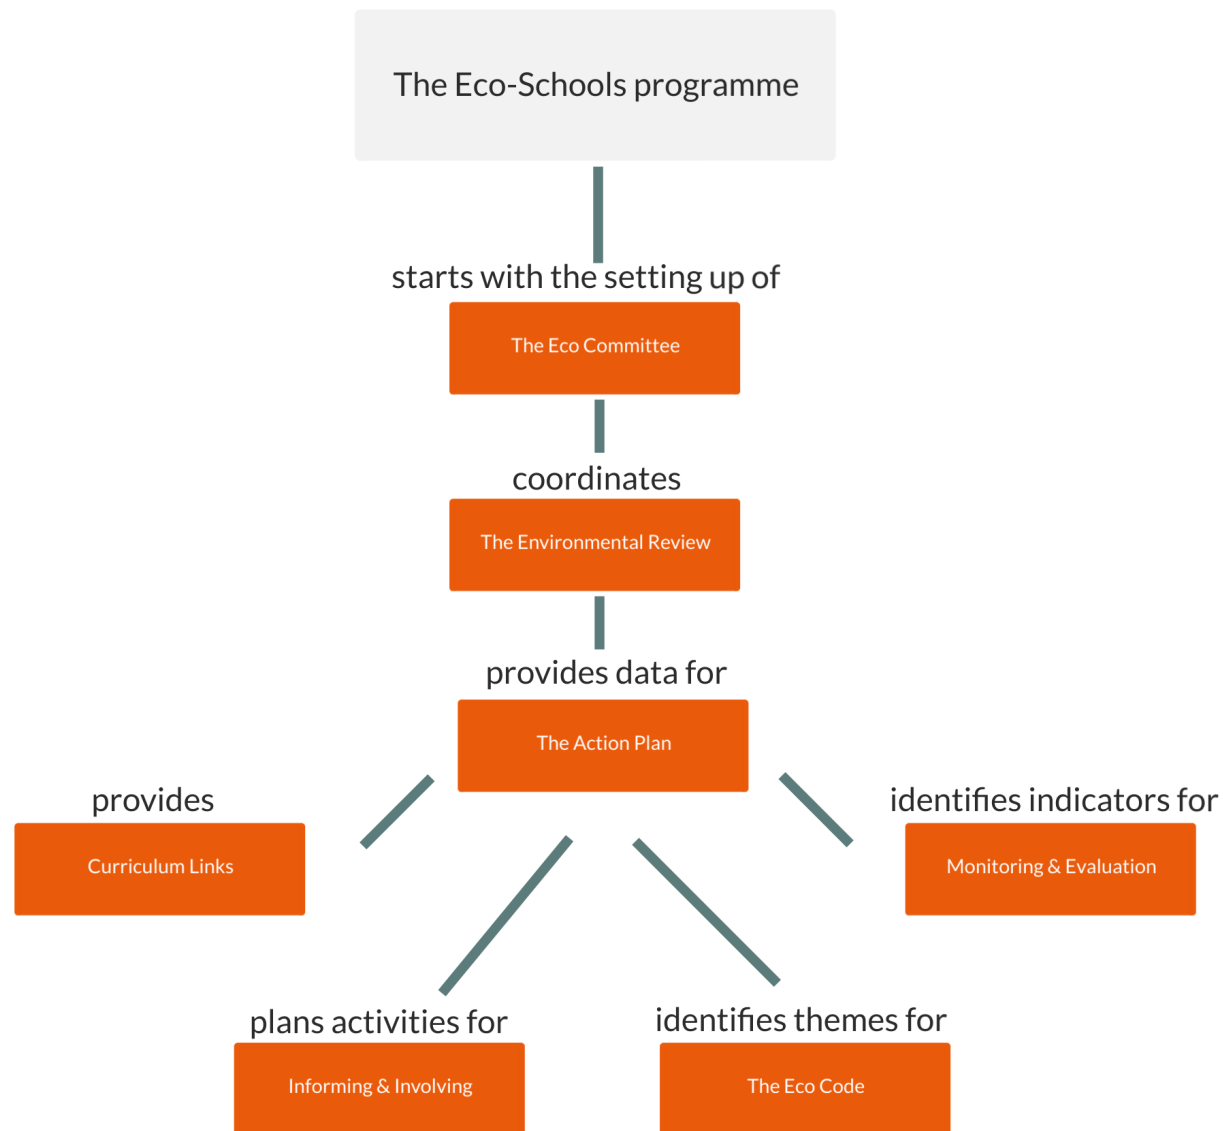 The Eco-Schools programme
starts with the setting up of
The Eco Committee
coordinates
The Environmental Review
provides data for
The Action Plan
provides
Curriculum Links
identifies indicators for
Monitoring & Evaluation
plans activities for
Informing & Involving
identifies themes for
The Eco Code